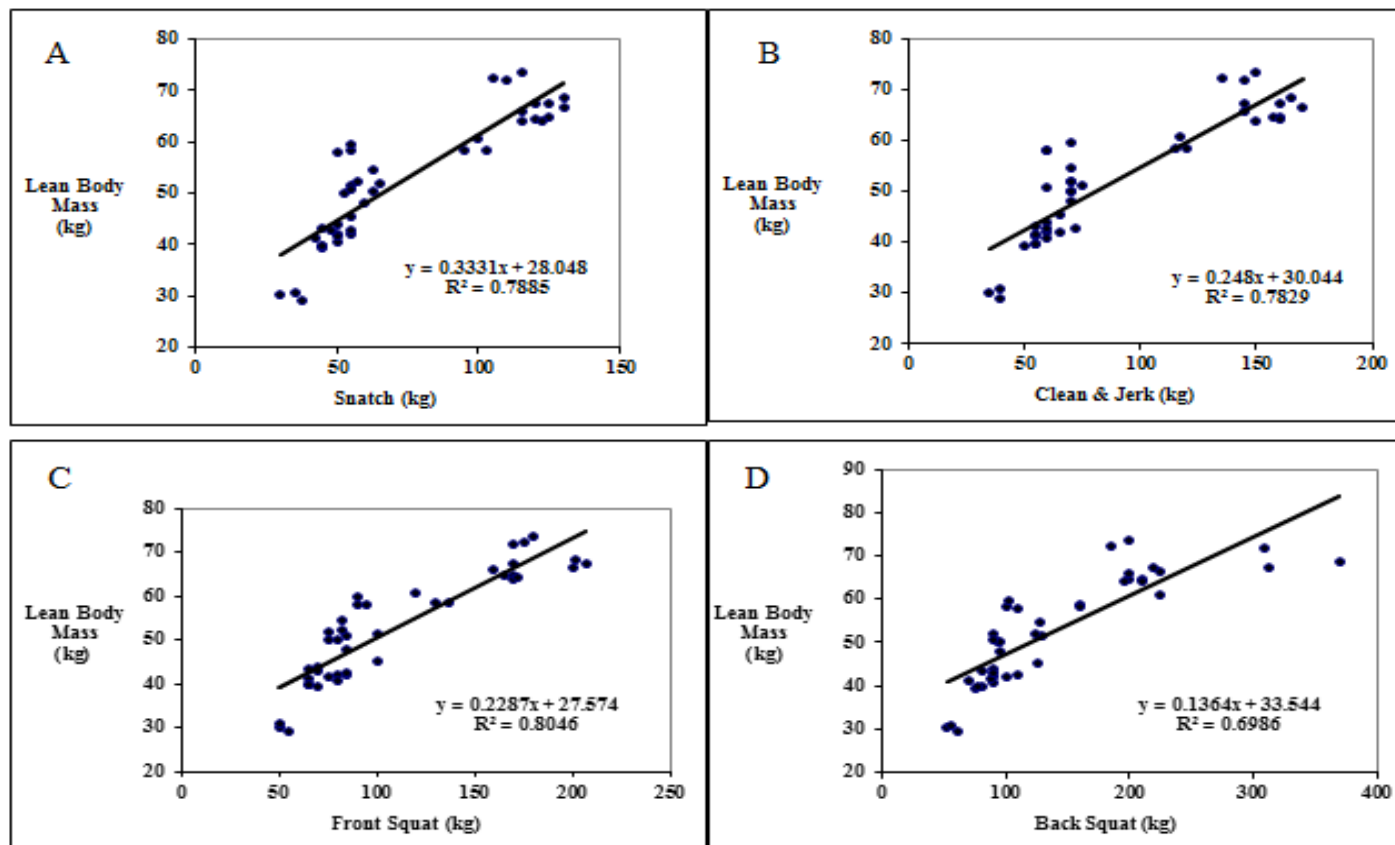 A
80
70
60
50
40
30
20
Lean Body
Mass
(kg)
y = 0.3331x + 28.048
R² = 0.7885
0
50
100
150
Snatch (kg)
B
80
70
60
50
40
30
20
Lean Body
Mass
(kg)
y = 0.248x + 30.044
R² = 0.7829
0
50
100
150
200
Clean & Jerk (kg)
C
80
70
60
50
40
30
20
Lean Body
Mass
(kg)
y = 0.2287x + 27.574
R² = 0.8046
0
50
100
150
200
250
Front Squat (kg)
D
90
80
70
60
50
40
30
20
Lean Body
Mass
(kg)
y = 0.1364x + 33.544
R² = 0.6986
0
100
200
300
400
Back Squat (kg)